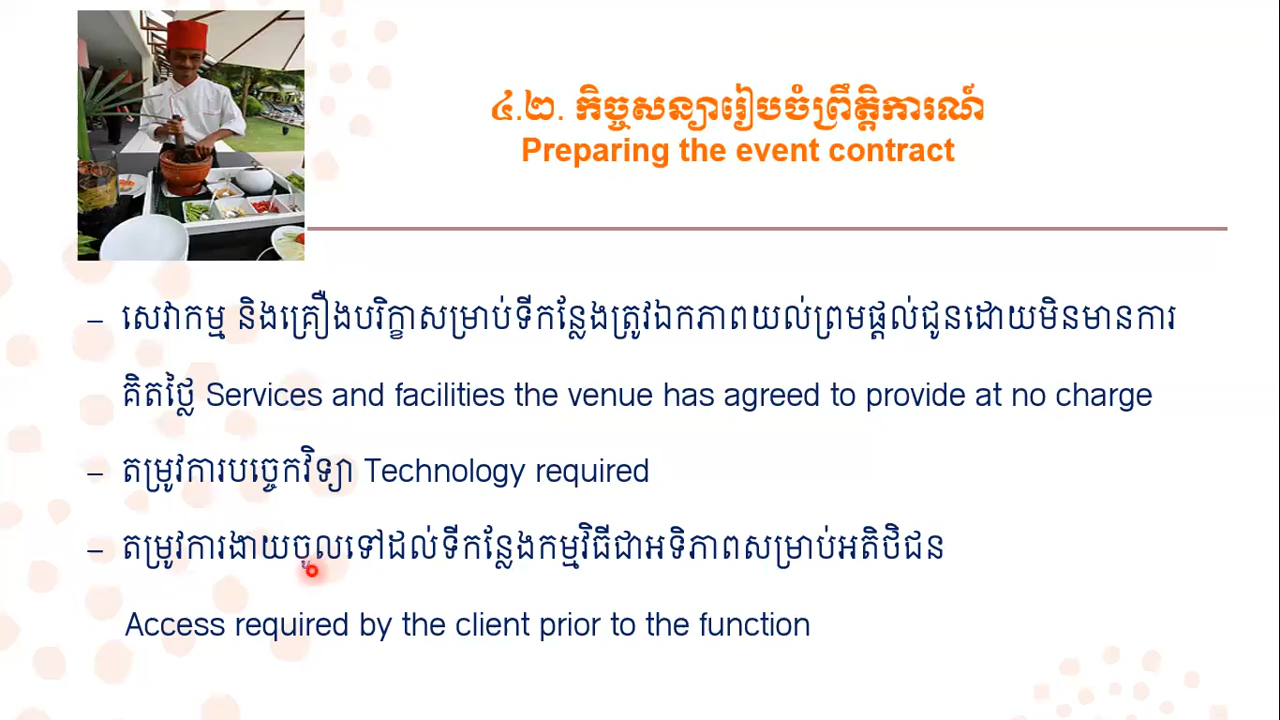 ៤.២. កិច្ចសន្យារៀបចំព្រឹត្តិការណ៍
Preparing the event contract
– សេវាកម្ម និងគ្រឿងបរិក្ខាសម្រាប់ទីកន្លែងត្រូវឯកភាពយល់ព្រមផ្ដល់ជូនដោយមិនមានការ
គិតថ្លៃ Services and facilities the venue has agreed to provide at no charge
– តម្រូវការបច្ចេកវិទ្យា Technology required
– តម្រូវការងាយចូលទៅដល់ទីកន្លែងកម្មវិធីជាអទិភាពសម្រាប់អតិថិជន
Access required by the client prior to the function